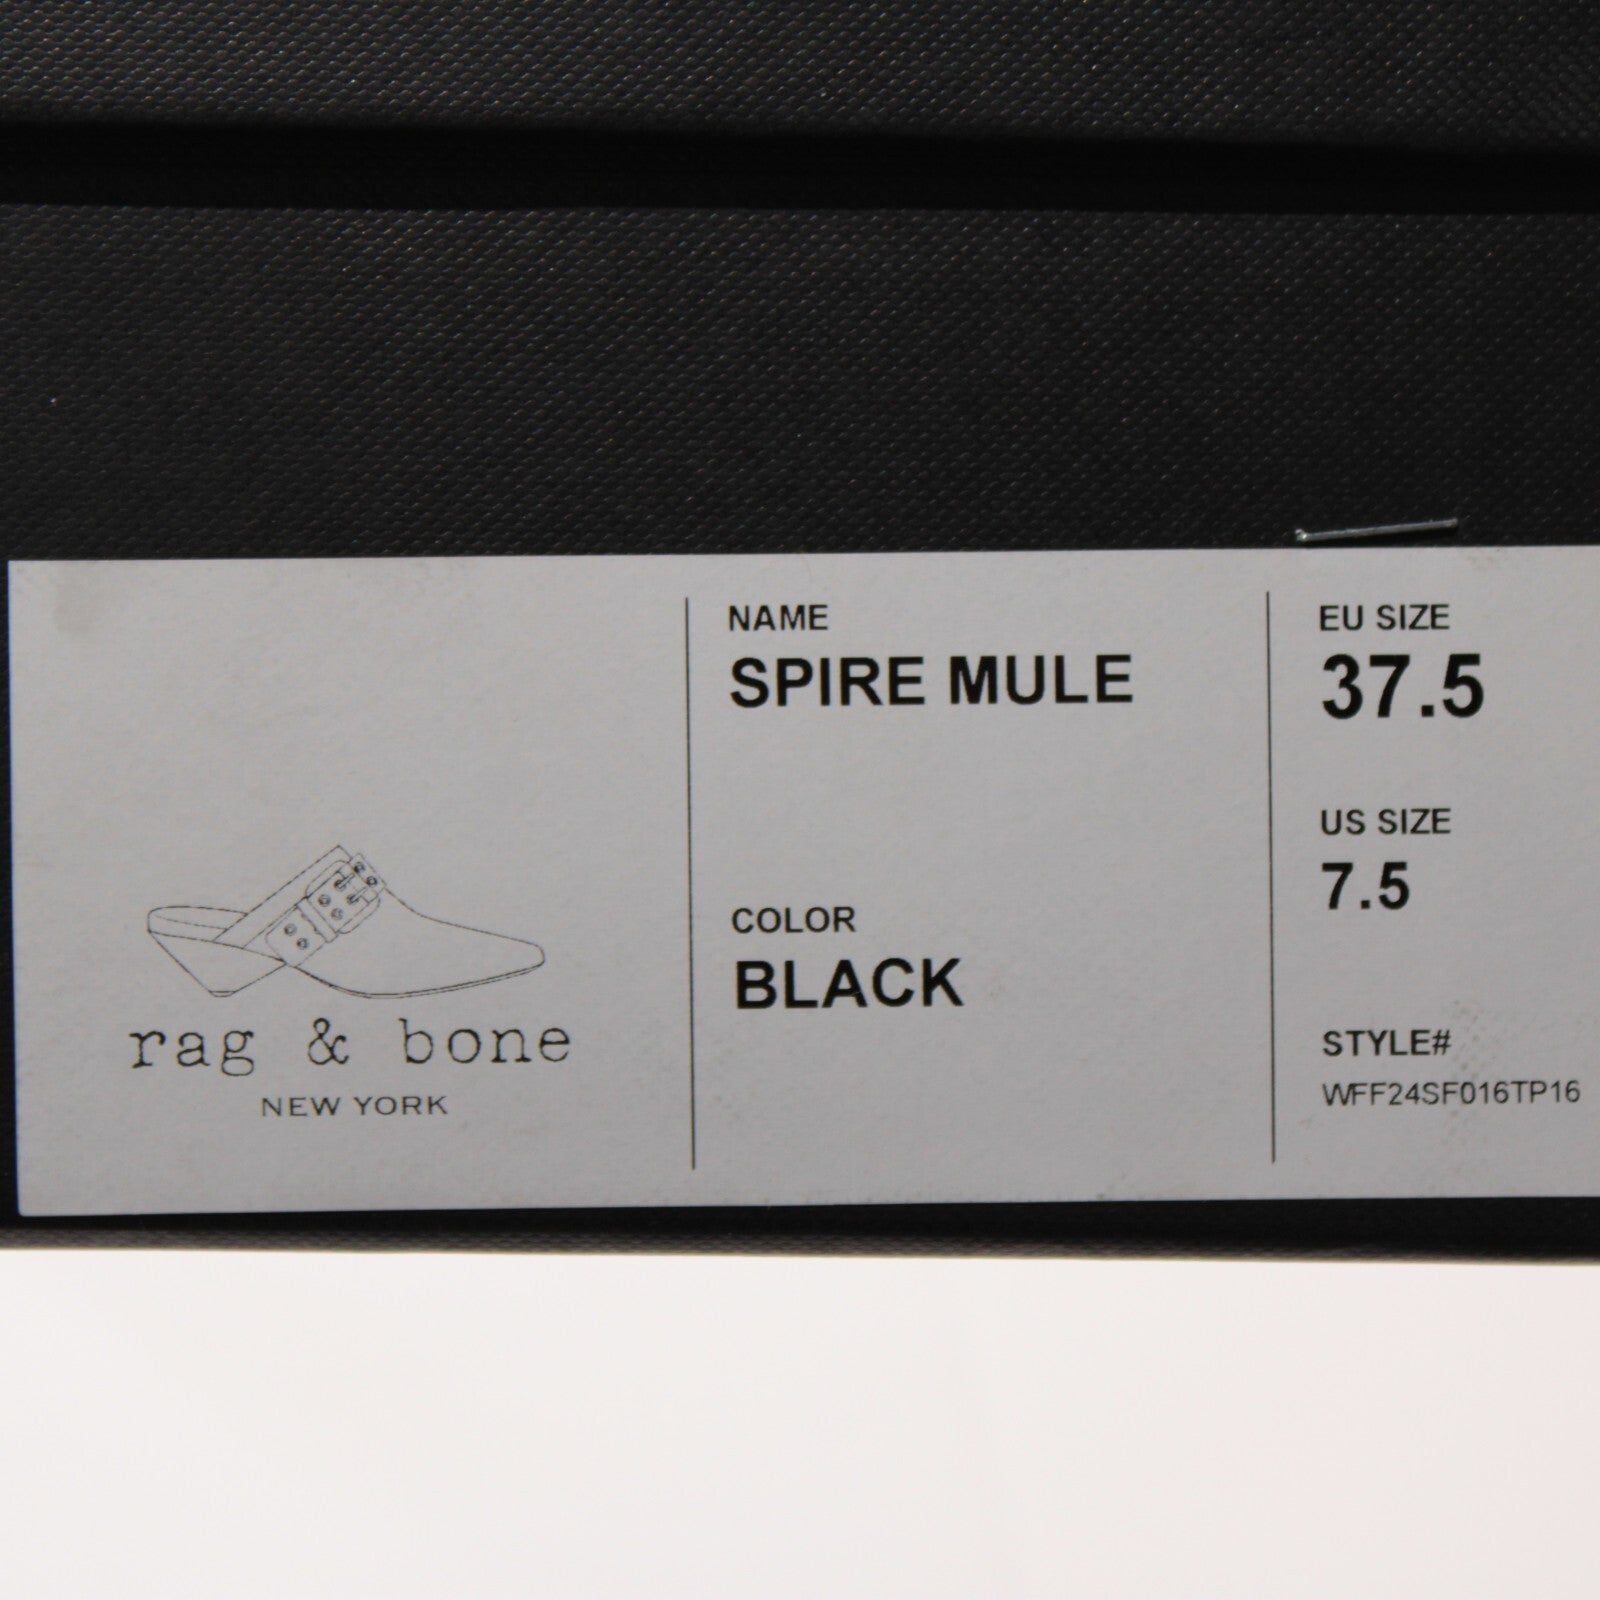 rag & bone
NEW YORK
NAME
SPIRE MULE
COLOR
BLACK
EU SIZE
37.5
US SIZE
7.5
STYLE#
WFF24SF016TP16